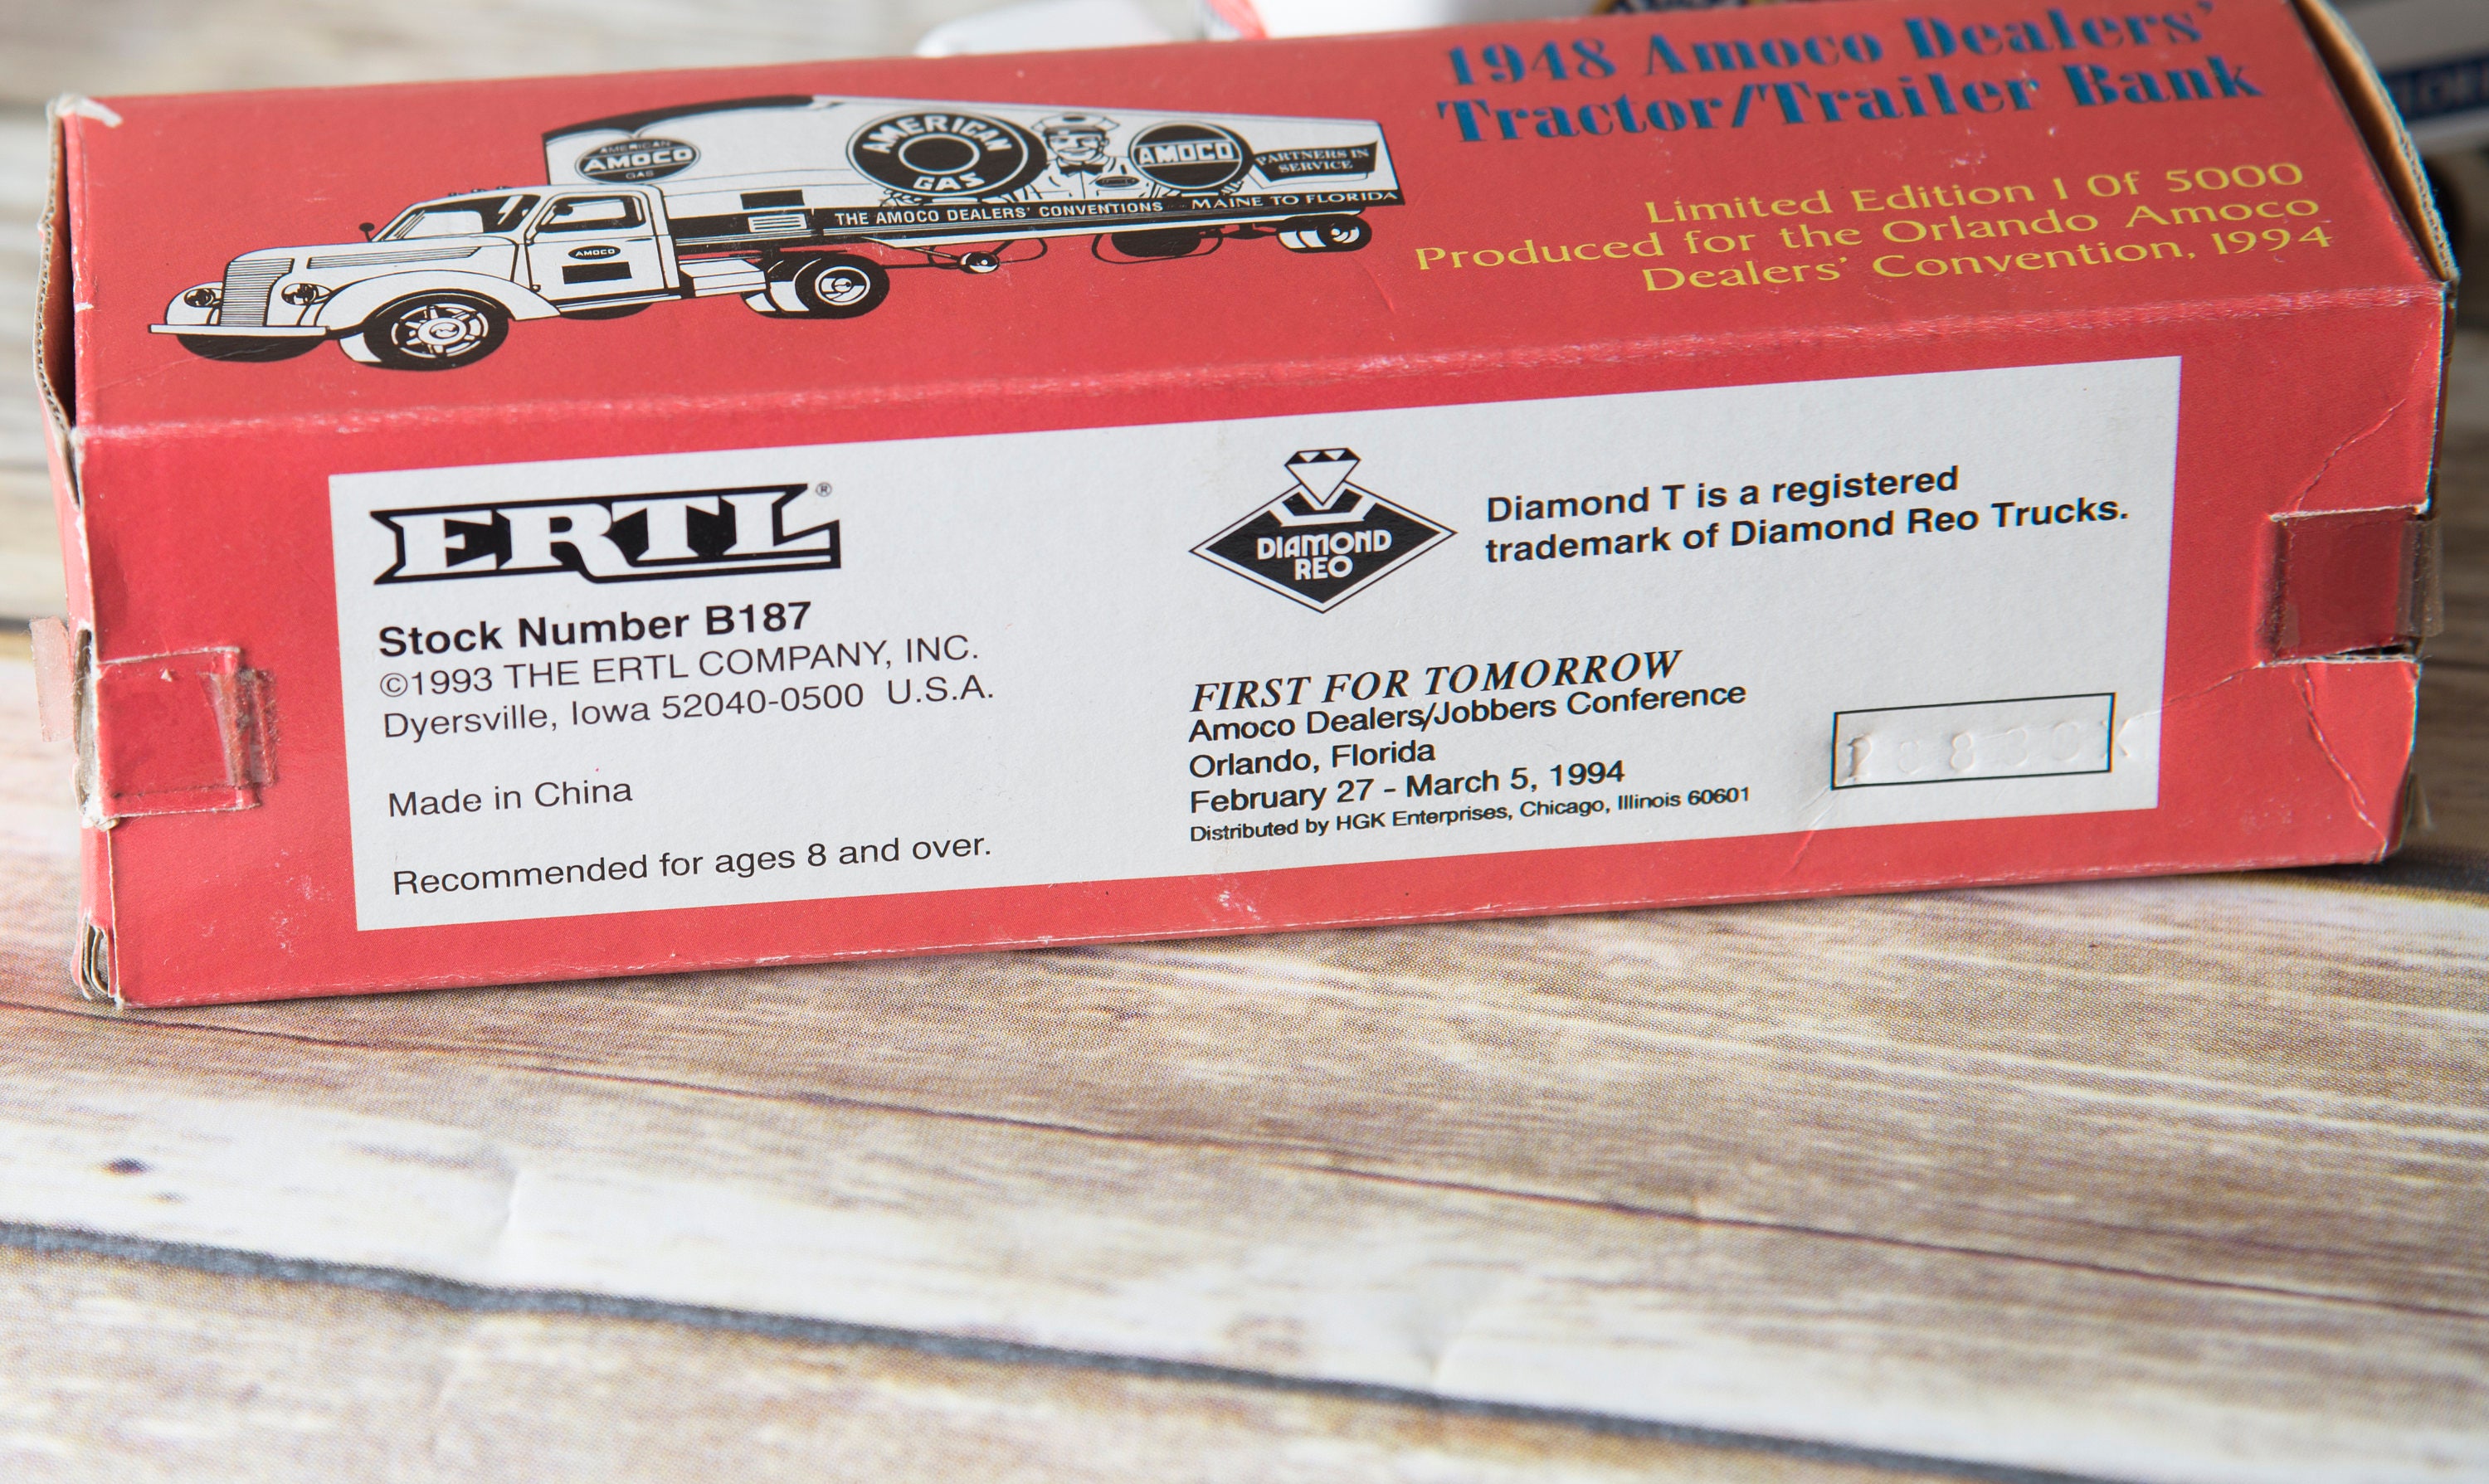 1948 Amoco Dealers'
Tractor/Trailer Bank
Limited Edition 1 Of 5000
Produced for the Orlando Amoco
Dealers' Convention, 1994
AMERICAN
AMOCO
GAS
AMERICAN
GAS
AMOCO
PARTNERS IN
SERVICE
THE AMOCO DEALERS' CONVENTIONS MAINE TO FLORIDA
AMOCO
ERTL®
Stock Number B187
©1993 THE ERTL COMPANY, INC.
Dyersville, Iowa 52040-0500 U.S.A.
Made in China
Recommended for ages 8 and over.
DIAMOND
REO
Diamond T is a registered
trademark of Diamond Reo Trucks.
FIRST FOR TOMORROW
Amoco Dealers/Jobbers Conference
Orlando, Florida
February 27 - March 5, 1994
Distributed by HGK Enterprises, Chicago, Illinois 60601